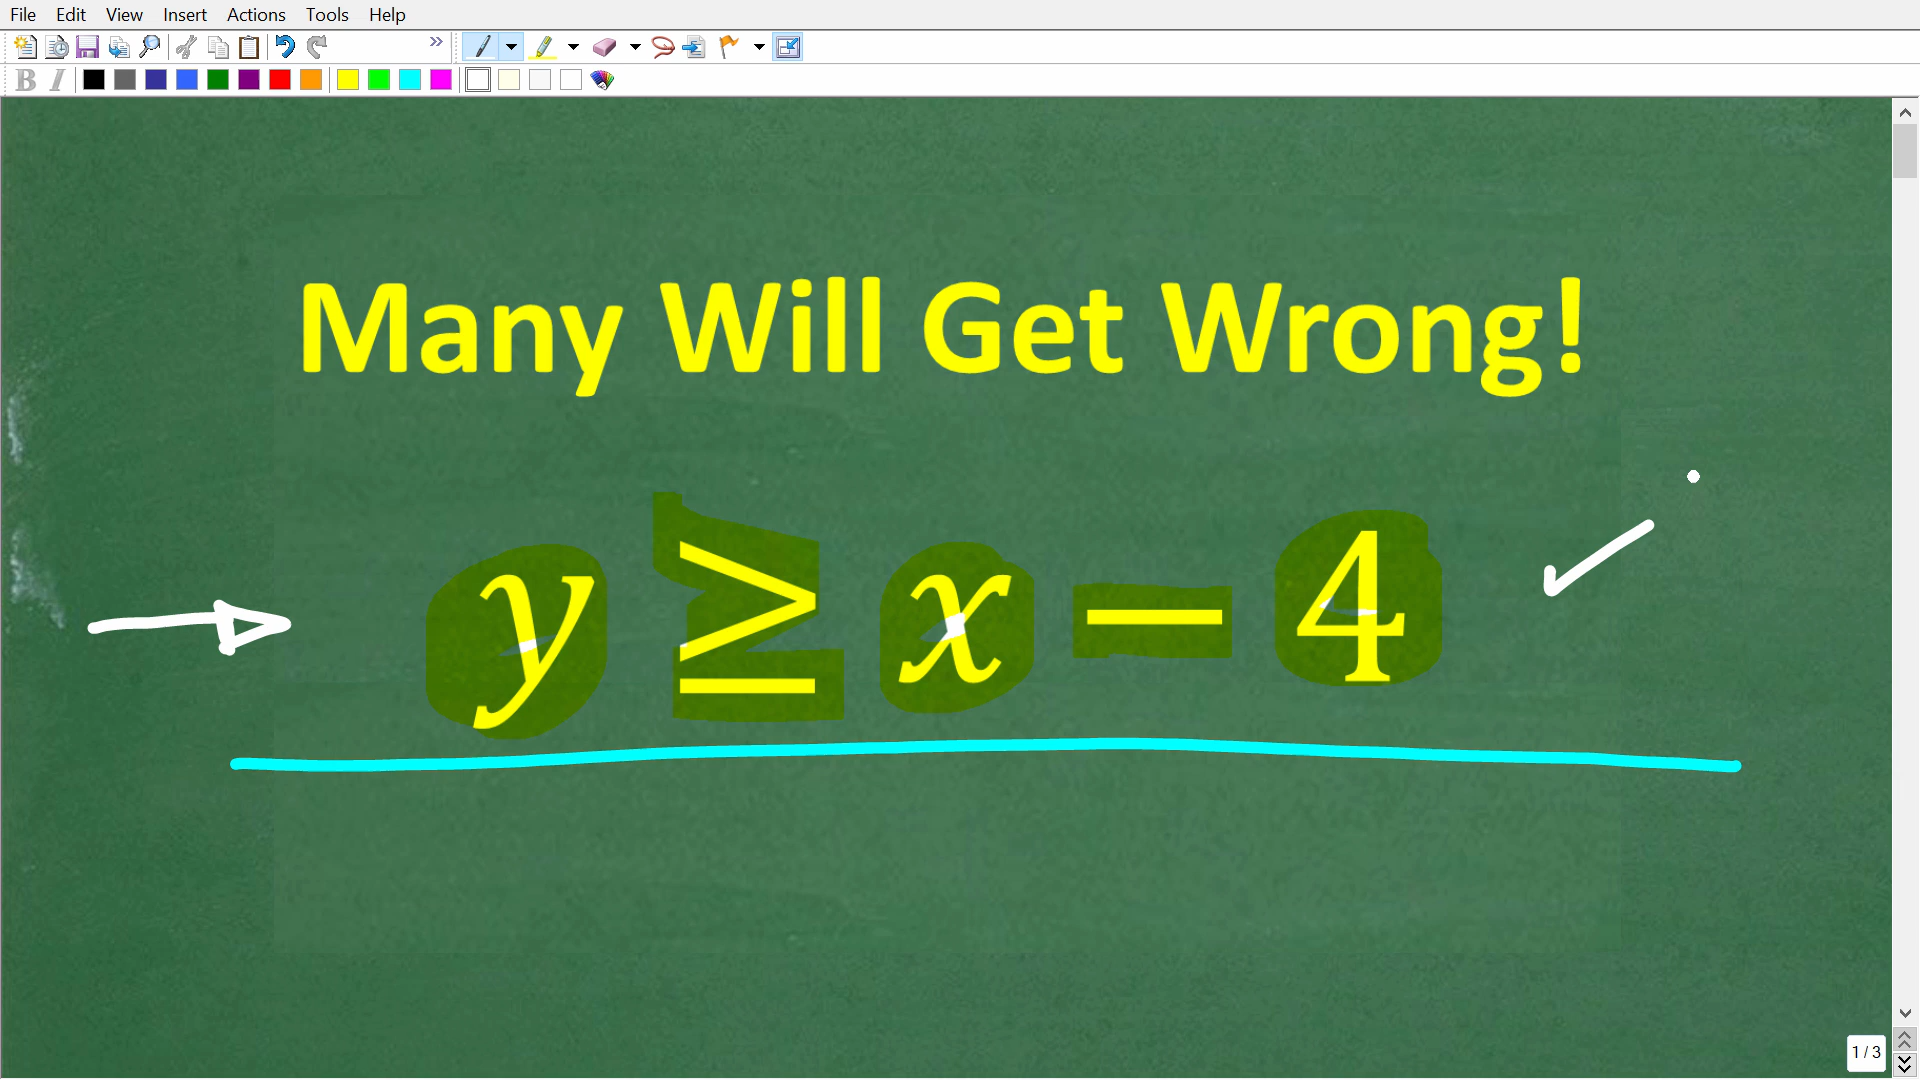 File Edit View Insert Actions Tools Help
B I
Many Will Get Wrong!
y ≥ x − 4
1 / 3